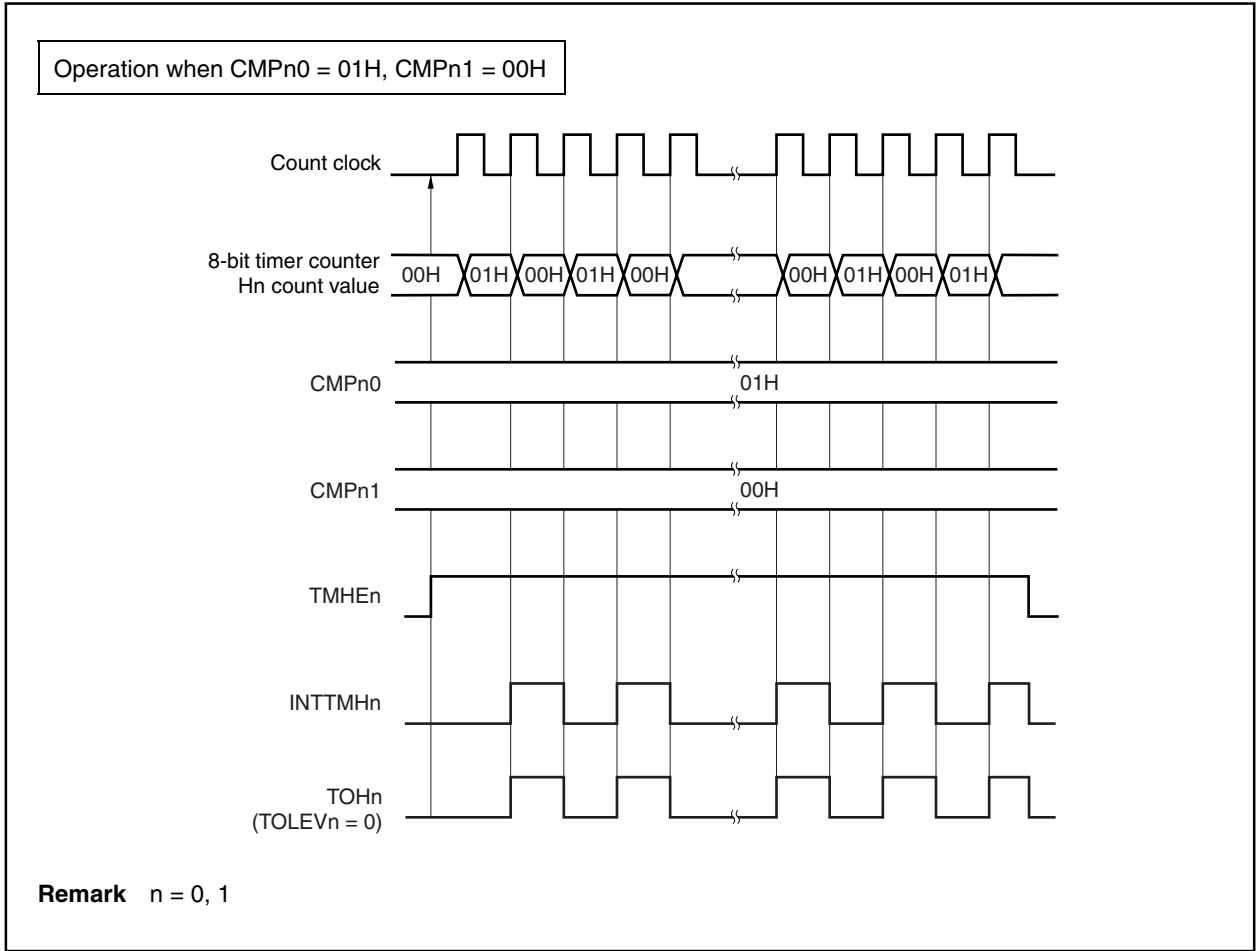 Operation when CMPn0 = 01H, CMPn1 = 00H
Count clock
8-bit timer counter
Hn count value
00H 01H 00H 01H 00H 00H 01H 00H 01H
CMPn0 01H
CMPn1 00H
TMHEn
INTTMHn
TOHn
(TOLEVn = 0)
Remark n = 0, 1